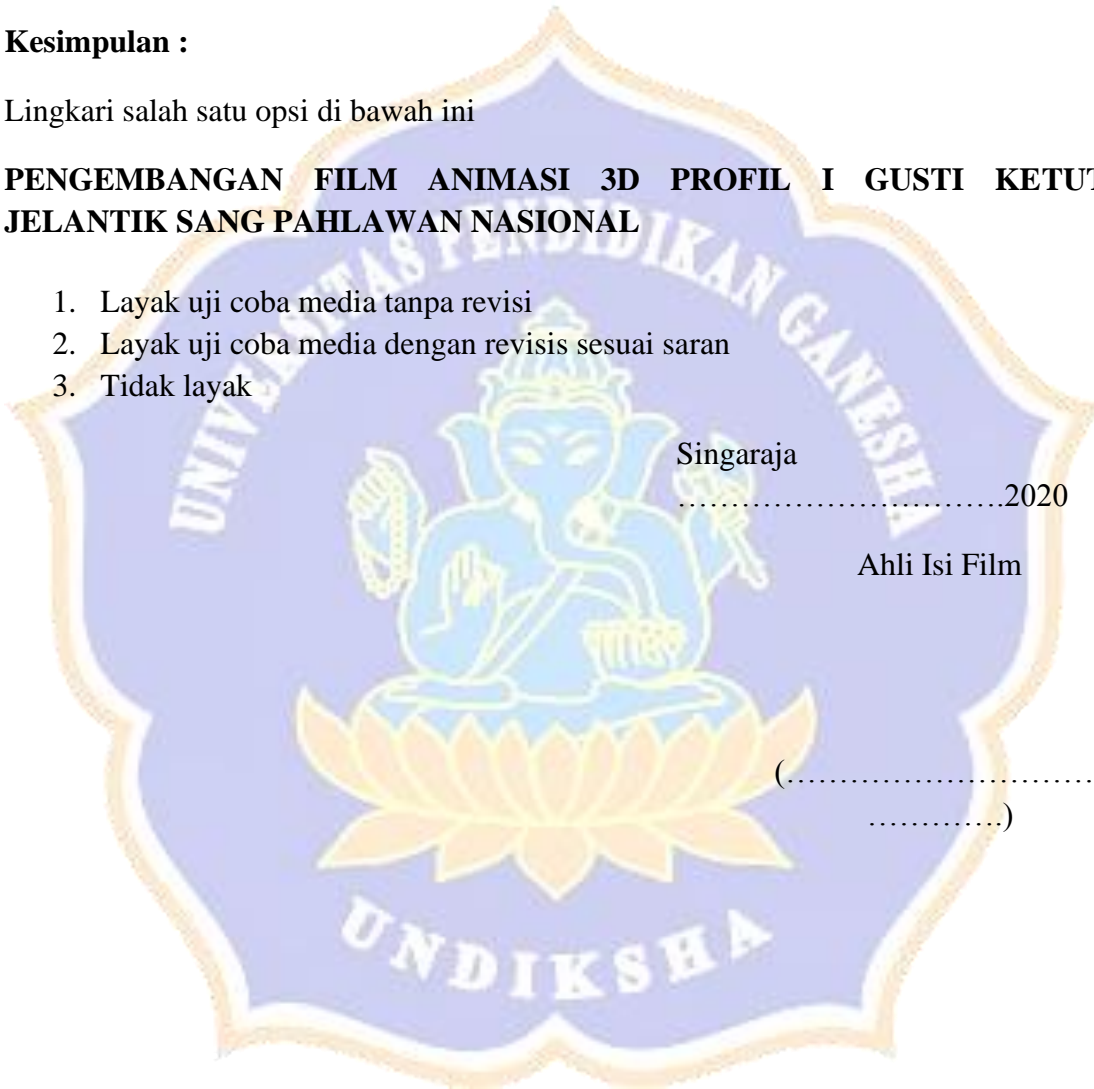 Kesimpulan :
Lingkari salah satu opsi di bawah ini
PENGEMBANGAN FILM ANIMASI 3D PROFIL I GUSTI KETUT
JELANTIK SANG PAHLAWAN NASIONAL
UNIVERSITAS PENDIDIKAN GANESHA
1. Layak uji coba media tanpa revisi
2. Layak uji coba media dengan revisis sesuai saran
3. Tidak layak
Singaraja
………………………….2020
Ahli Isi Film
(…………………………
………….)
UNDIKSHA